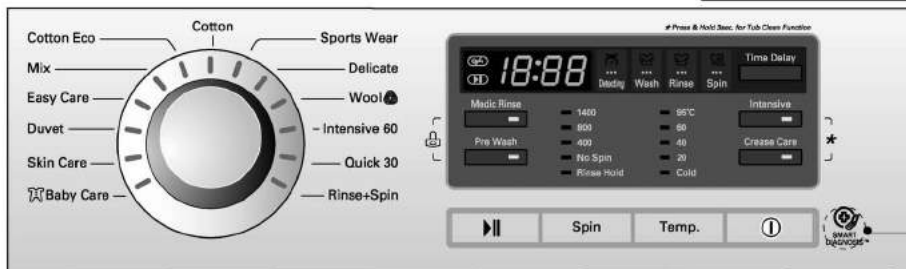 * Press & Hold 3sec. for Tub Clean Function
Cotton
Cotton Eco
Sports Wear
Mix
Delicate
Easy Care
Wool
Duvet
Intensive 60
Skin Care
Quick 30
Baby Care
Rinse+Spin
18:88
Detecting
Wash
Rinse
Spin
Time Delay
Medic Rinse
Pre Wash
1400
800
400
No Spin
Rinse Hold
95°C
60
40
20
Cold
Intensive
Crease Care
*
Spin
Temp.
SMART
DIAGNOSIS™